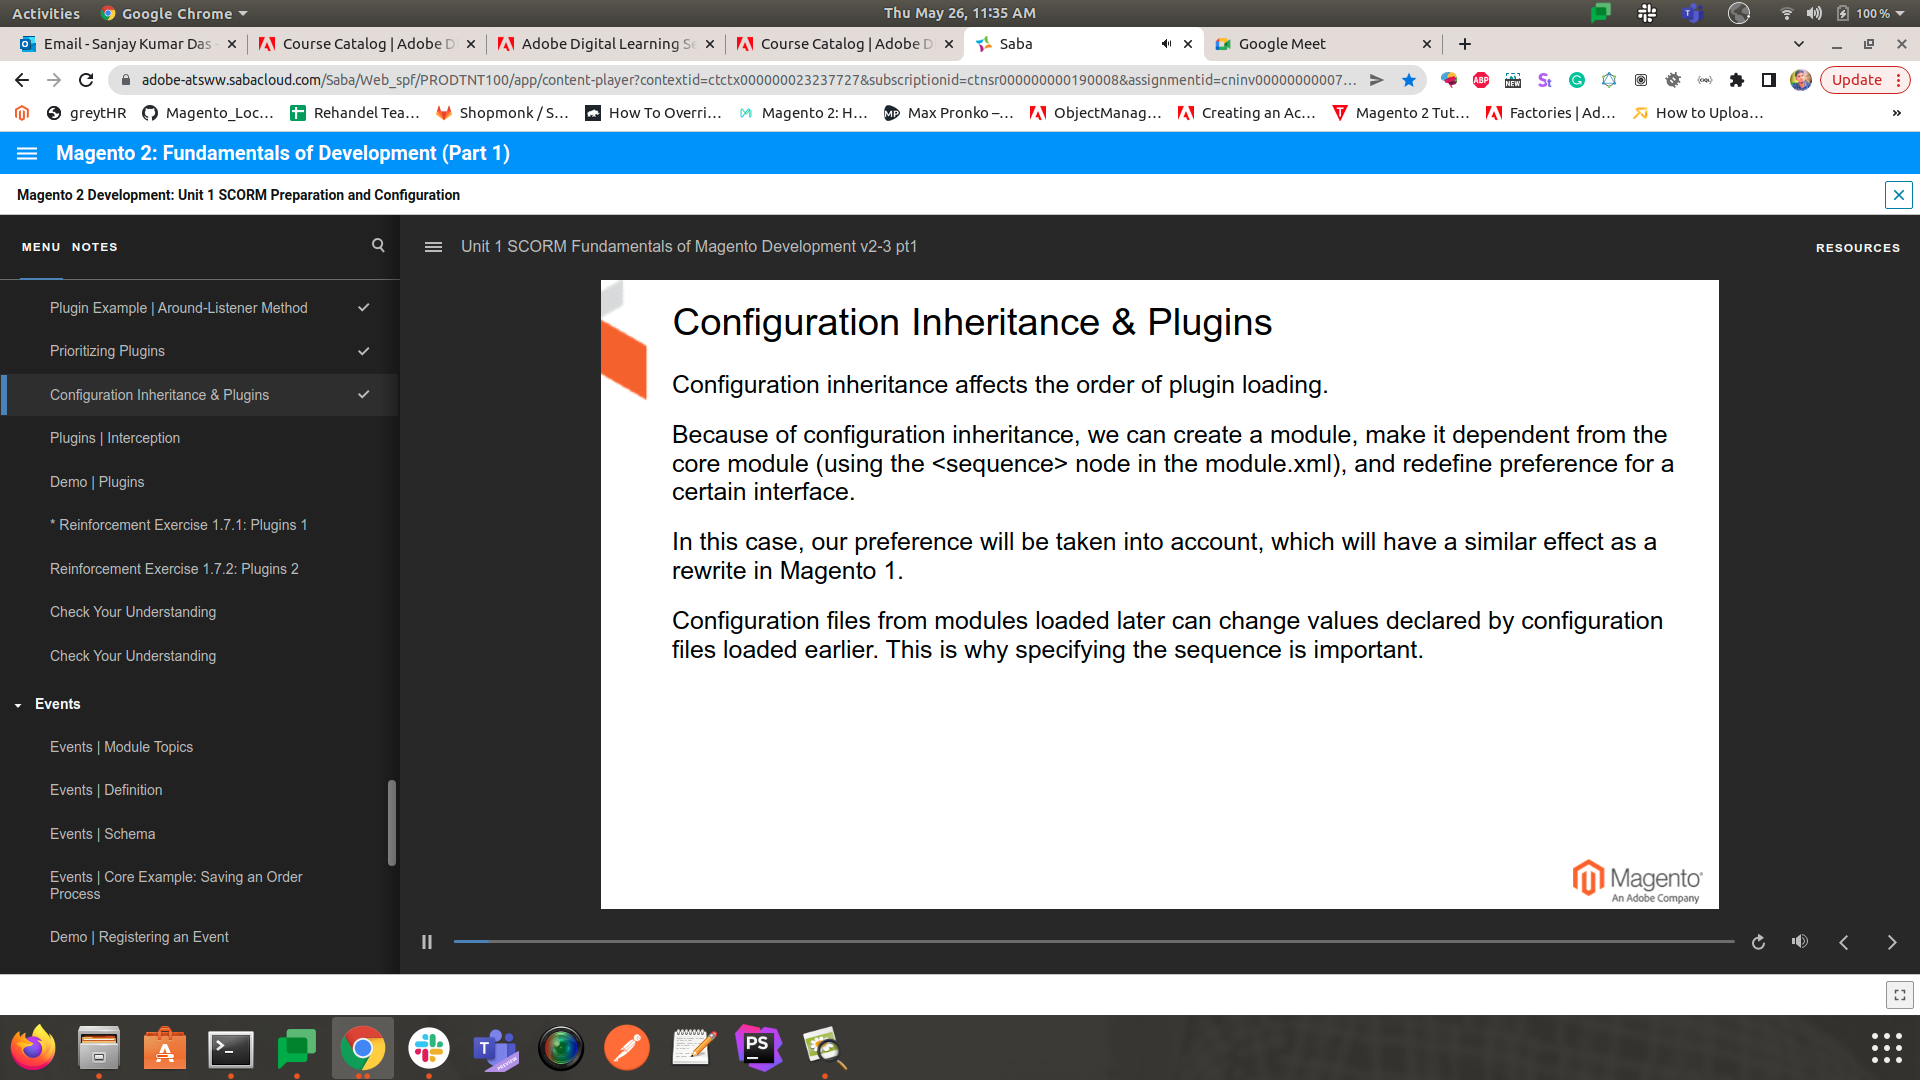 Activities
Google Chrome
Thu May 26, 11:35 AM
100 %
Email - Sanjay Kumar Das
Course Catalog | Adobe D
Adobe Digital Learning Se
Course Catalog | Adobe D
Saba
Google Meet
adobe-atsww.sabacloud.com/Saba/Web_spf/PRODTNT100/app/content-player?contextid=ctctx000000023237727&subscriptionid=ctnsr000000000190008&assignmentid=cninv00000000007...
ABP
NEW
St
Update
greytHR
Magento_Loc...
Rehandel Tea...
Shopmonk / S...
How To Overri...
Magento 2: H...
MP
Max Pronko –...
ObjectManag...
Creating an Ac...
Magento 2 Tut...
Factories | Ad...
How to Uploa...
»
Magento 2: Fundamentals of Development (Part 1)
Magento 2 Development: Unit 1 SCORM Preparation and Configuration
MENU
NOTES
Unit 1 SCORM Fundamentals of Magento Development v2-3 pt1
RESOURCES
Plugin Example | Around-Listener Method
Prioritizing Plugins
Configuration Inheritance & Plugins
Plugins | Interception
Demo | Plugins
* Reinforcement Exercise 1.7.1: Plugins 1
Reinforcement Exercise 1.7.2: Plugins 2
Check Your Understanding
Check Your Understanding
Events
Events | Module Topics
Events | Definition
Events | Schema
Events | Core Example: Saving an Order
Process
Demo | Registering an Event
Configuration Inheritance & Plugins
Configuration inheritance affects the order of plugin loading.
Because of configuration inheritance, we can create a module, make it dependent from the
core module (using the <sequence> node in the module.xml), and redefine preference for a
certain interface.
In this case, our preference will be taken into account, which will have a similar effect as a
rewrite in Magento 1.
Configuration files from modules loaded later can change values declared by configuration
files loaded earlier. This is why specifying the sequence is important.
Magento
An Adobe Company
T
PREVIEW
PS